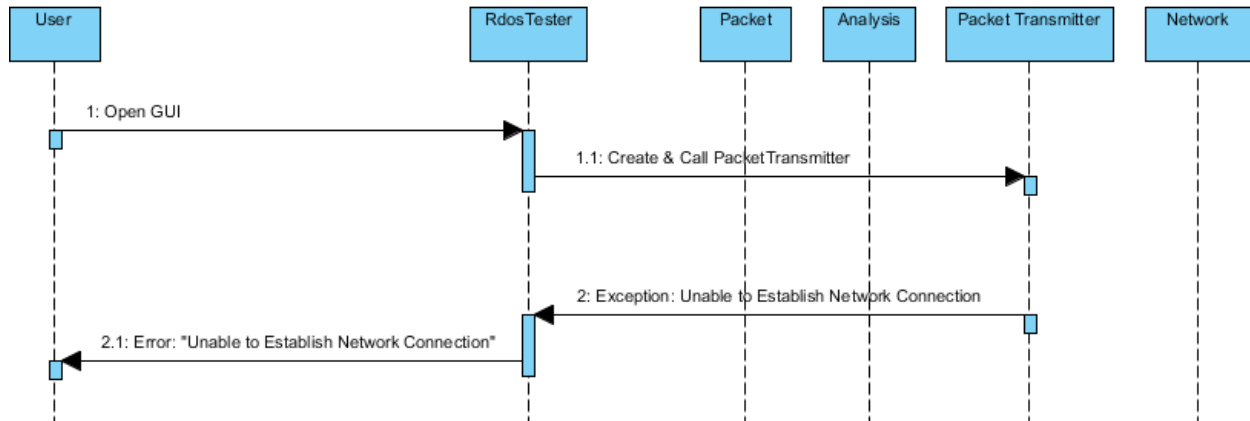 User
RdosTester
Packet
Analysis
Packet Transmitter
Network
1: Open GUI
1.1: Create & Call PacketTransmitter
2: Exception: Unable to Establish Network Connection
2.1: Error: "Unable to Establish Network Connection"